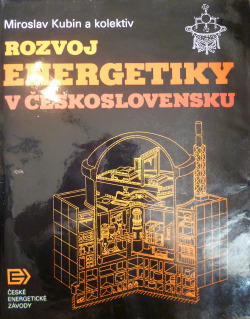 Miroslav Kubín a kolektiv
ROZVOJ
ENERGETIKY
V ČESKOSLOVENSKU
ČESKÉ
ENERGETICKÉ
ZÁVODY